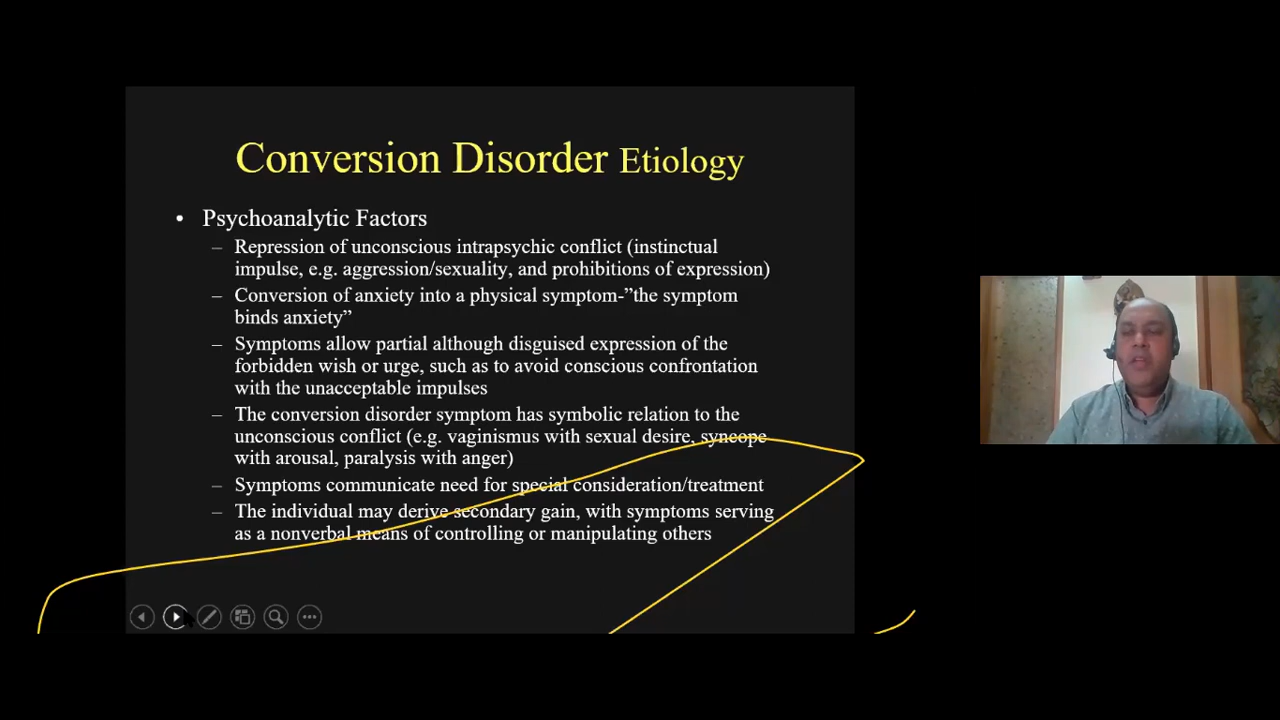 Conversion Disorder Etiology
• Psychoanalytic Factors
– Repression of unconscious intrapsychic conflict (instinctual
impulse, e.g. aggression/sexuality, and prohibitions of expression)
– Conversion of anxiety into a physical symptom-”the symptom
binds anxiety”
– Symptoms allow partial although disguised expression of the
forbidden wish or urge, such as to avoid conscious confrontation
with the unacceptable impulses
– The conversion disorder symptom has symbolic relation to the
unconscious conflict (e.g. vaginismus with sexual desire, syncope
with arousal, paralysis with anger)
– Symptoms communicate need for special consideration/treatment
– The individual may derive secondary gain, with symptoms serving
as a nonverbal means of controlling or manipulating others